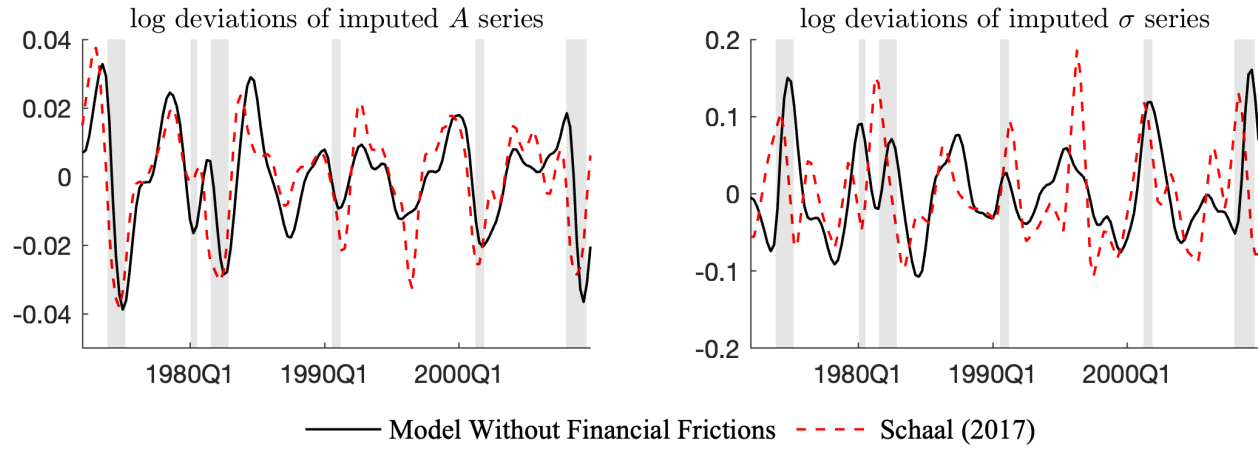 log deviations of imputed A series
0.04
0.02
0
-0.02
-0.04
1980Q1 1990Q1 2000Q1
log deviations of imputed σ series
0.2
0.1
0
-0.1
-0.2
1980Q1 1990Q1 2000Q1
Model Without Financial Frictions Schaal (2017)